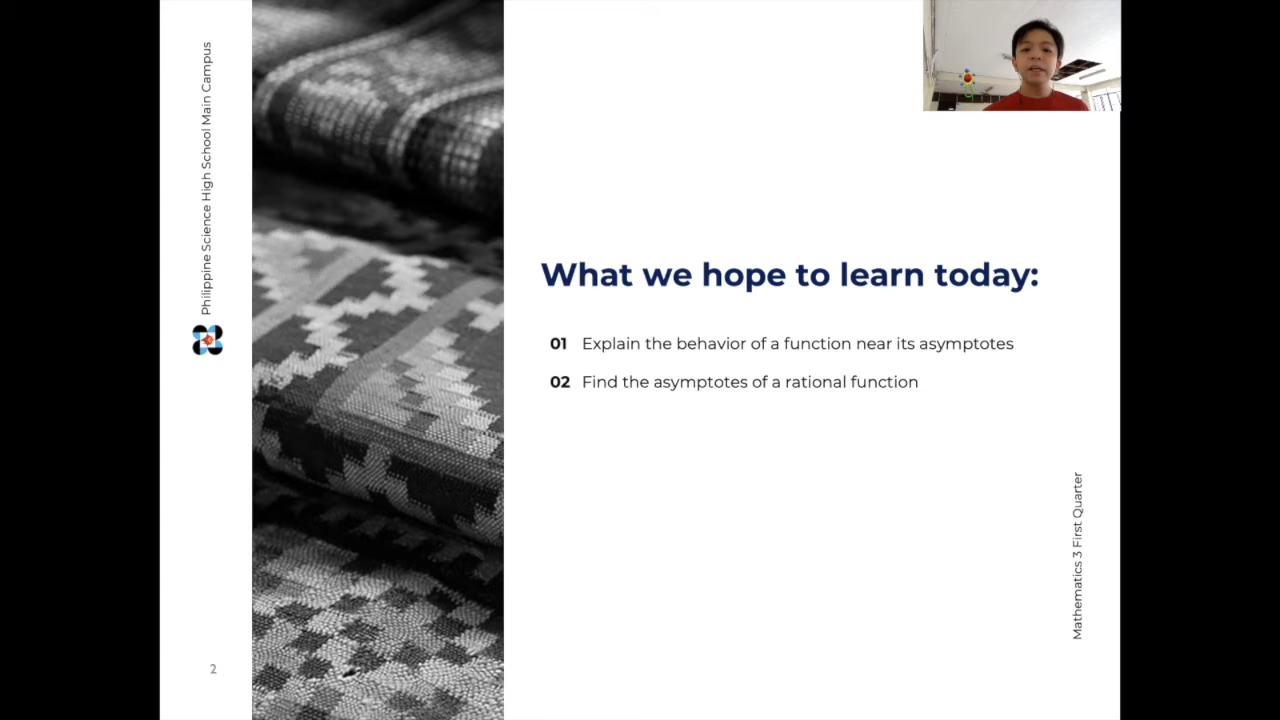 Philippine Science High School Main Campus
What we hope to learn today:
01 Explain the behavior of a function near its asymptotes
02 Find the asymptotes of a rational function
Mathematics 3 First Quarter
2